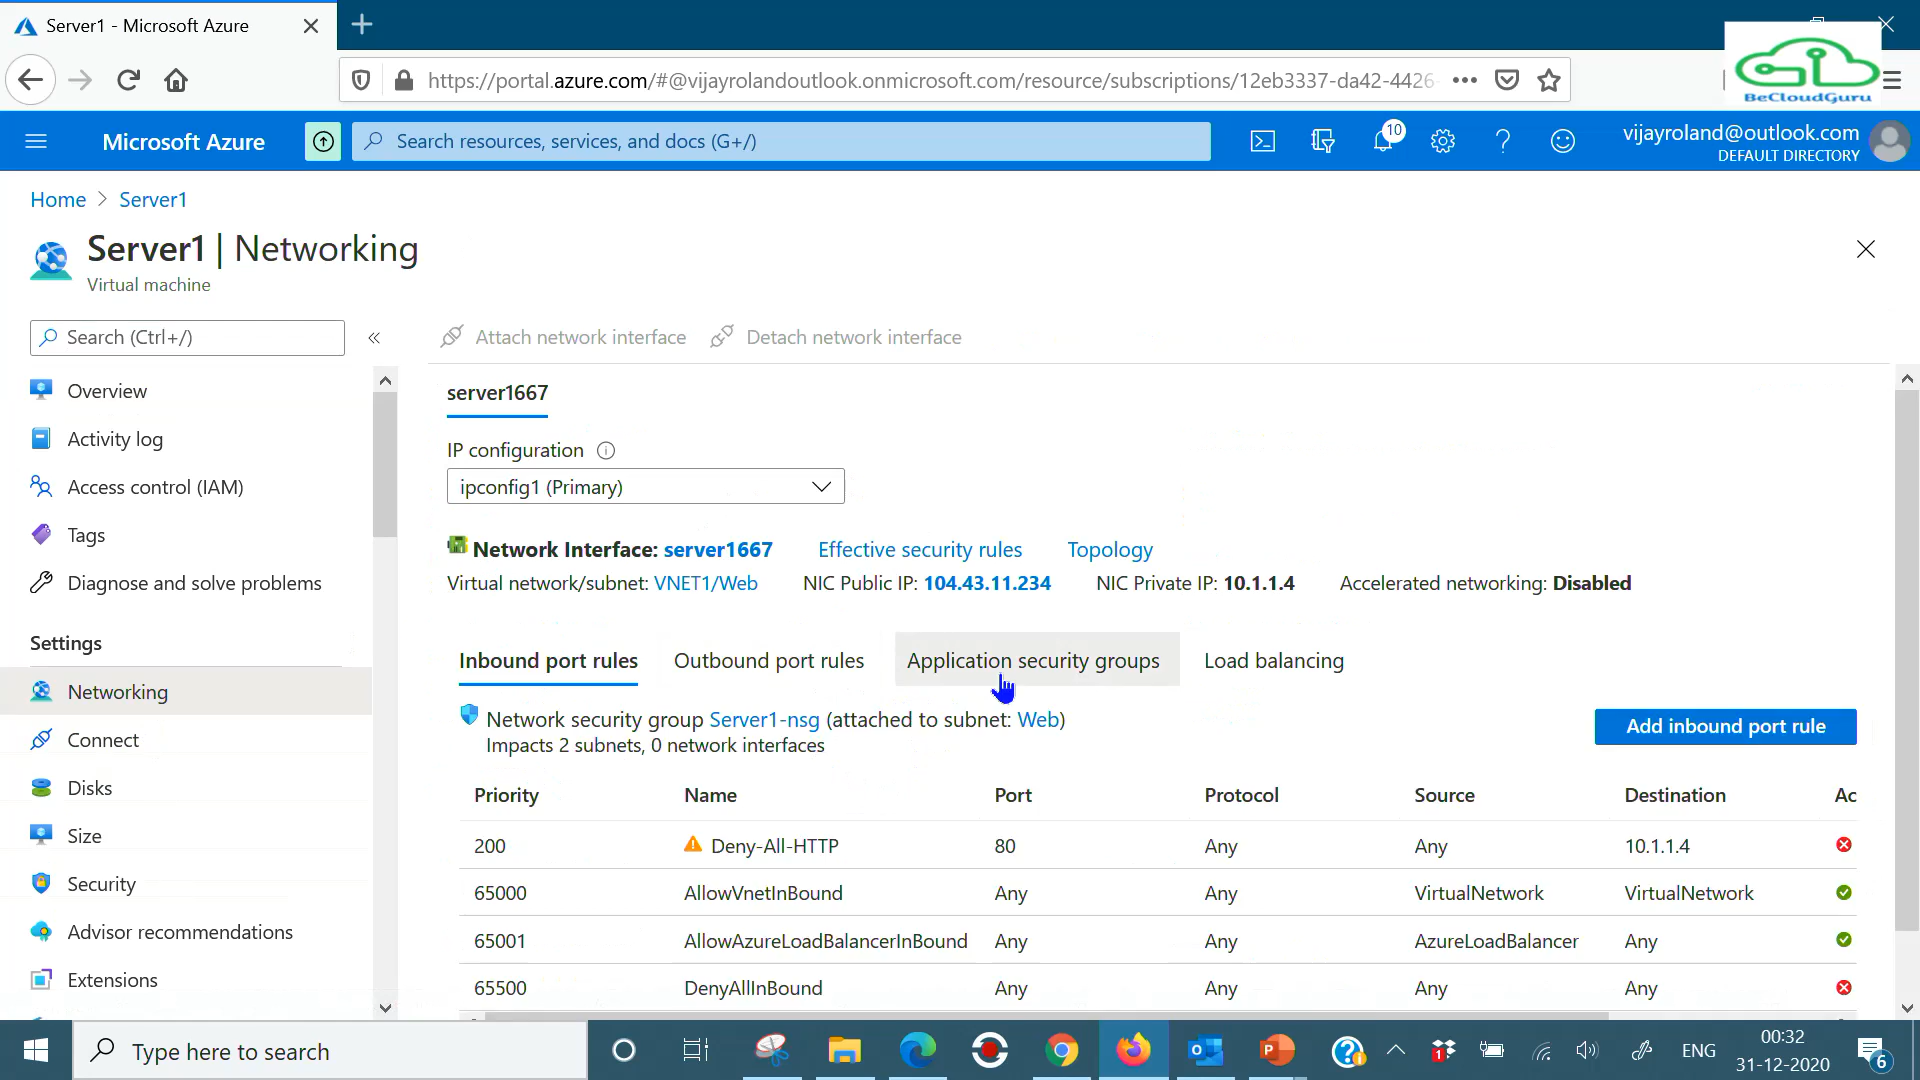 Server1 - Microsoft Azure
https://portal.azure.com/#@vijayrolandoutlook.onmicrosoft.com/resource/subscriptions/12eb3337-da42-4426-
BeCloudGuru
Microsoft Azure
Search resources, services, and docs (G+/)
10
vijayroland@outlook.com
DEFAULT DIRECTORY
Home > Server1
Server1 | Networking
Virtual machine
Search (Ctrl+/)
«
Attach network interface
Detach network interface
Overview
Activity log
Access control (IAM)
Tags
Diagnose and solve problems
Settings
Networking
Connect
Disks
Size
Security
Advisor recommendations
Extensions
server1667
IP configuration
ipconfig1 (Primary)
Network Interface: server1667 Effective security rules Topology
Virtual network/subnet: VNET1/Web NIC Public IP: 104.43.11.234 NIC Private IP: 10.1.1.4 Accelerated networking: Disabled
Inbound port rules Outbound port rules Application security groups Load balancing
Network security group Server1-nsg (attached to subnet: Web)
Impacts 2 subnets, 0 network interfaces
Add inbound port rule
Priority Name Port Protocol Source Destination Ac
200 Deny-All-HTTP 80 Any Any 10.1.1.4
65000 AllowVnetInBound Any Any VirtualNetwork VirtualNetwork
65001 AllowAzureLoadBalancerInBound Any Any AzureLoadBalancer Any
65500 DenyAllInBound Any Any Any Any
Type here to search
1
ENG
00:32
31-12-2020
6